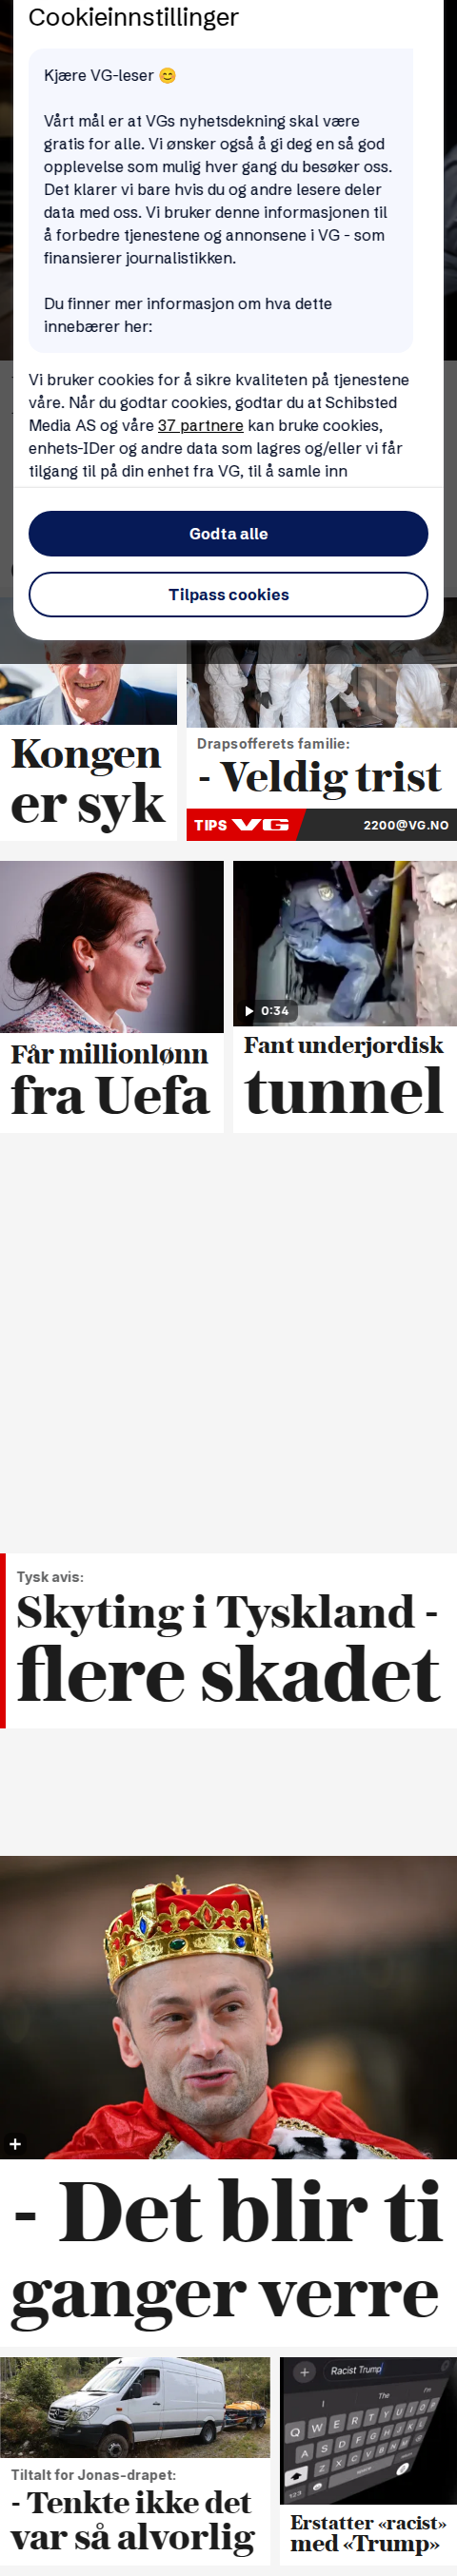 Cookieinnstillinger
Kjære VG-leser 😊
Vårt mål er at VGs nyhetsdekning skal være
gratis for alle. Vi ønsker også å gi deg en så god
opplevelse som mulig hver gang du besøker oss.
Det klarer vi bare hvis du og andre lesere deler
data med oss. Vi bruker denne informasjonen til
å forbedre tjenestene og annonsene i VG - som
finansierer journalistikken.
Du finner mer informasjon om hva dette
innebærer her:
Vi bruker cookies for å sikre kvaliteten på tjenestene
våre. Når du godtar cookies, godtar du at Schibsted
Media AS og våre 37 partnere kan bruke cookies,
enhets-IDer og andre data som lagres og/eller vi får
tilgang til på din enhet fra VG, til å samle inn
Godta alle
Tilpass cookies
Kongen
er syk
Drapsofferets familie:
- Veldig trist
TIPS VG 2200@VG.NO
Får millionlønn
fra Uefa
0:34
Fant underjordisk
tunnel
Tysk avis:
Skyting i Tyskland -
flere skadet
- Det blir ti
ganger verre
Tiltalt for Jonas-drapet:
- Tenkte ikke det
var så alvorlig
Racist Trump
I The I'm
Q W E R T Y U I O P
A S D F G H J K L
Z X C V B N M
123 space
Erstatter «racist»
med «Trump»